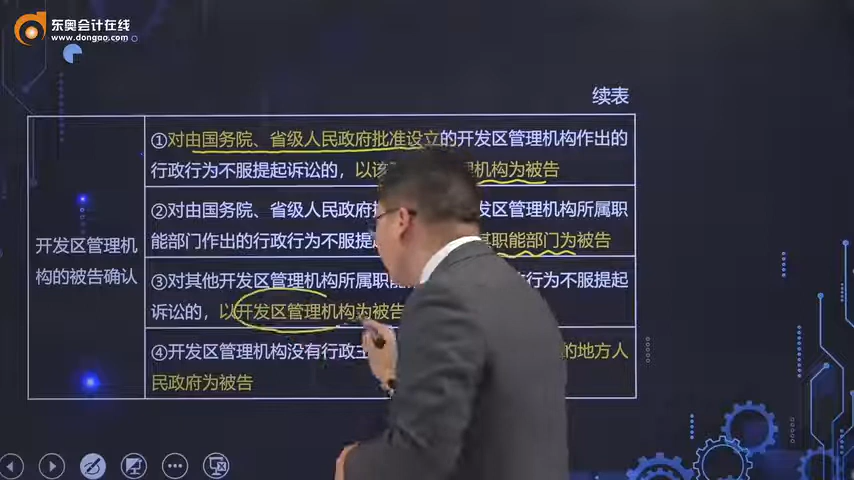 东奥会计在线
www.dongao.com
续表
开发区管理机
构的被告确认
①对由国务院、省级人民政府批准设立的开发区管理机构作出的
行政行为不服提起诉讼的，以该 机构为被告
②对由国务院、省级人民政府 发区管理机构所属职
能部门作出的行政行为不服提 职能部门为被告
③对其他开发区管理机构所属职能 行为不服提起
诉讼的，以开发区管理机构为被告
④开发区管理机构没有行政主 的地方人
民政府为被告